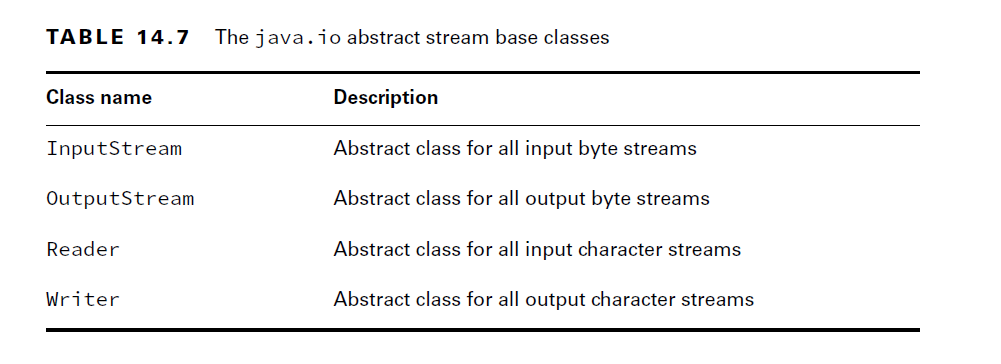 TABLE 14.7 The java.io abstract stream base classes
Class name Description
InputStream Abstract class for all input byte streams
OutputStream Abstract class for all output byte streams
Reader Abstract class for all input character streams
Writer Abstract class for all output character streams